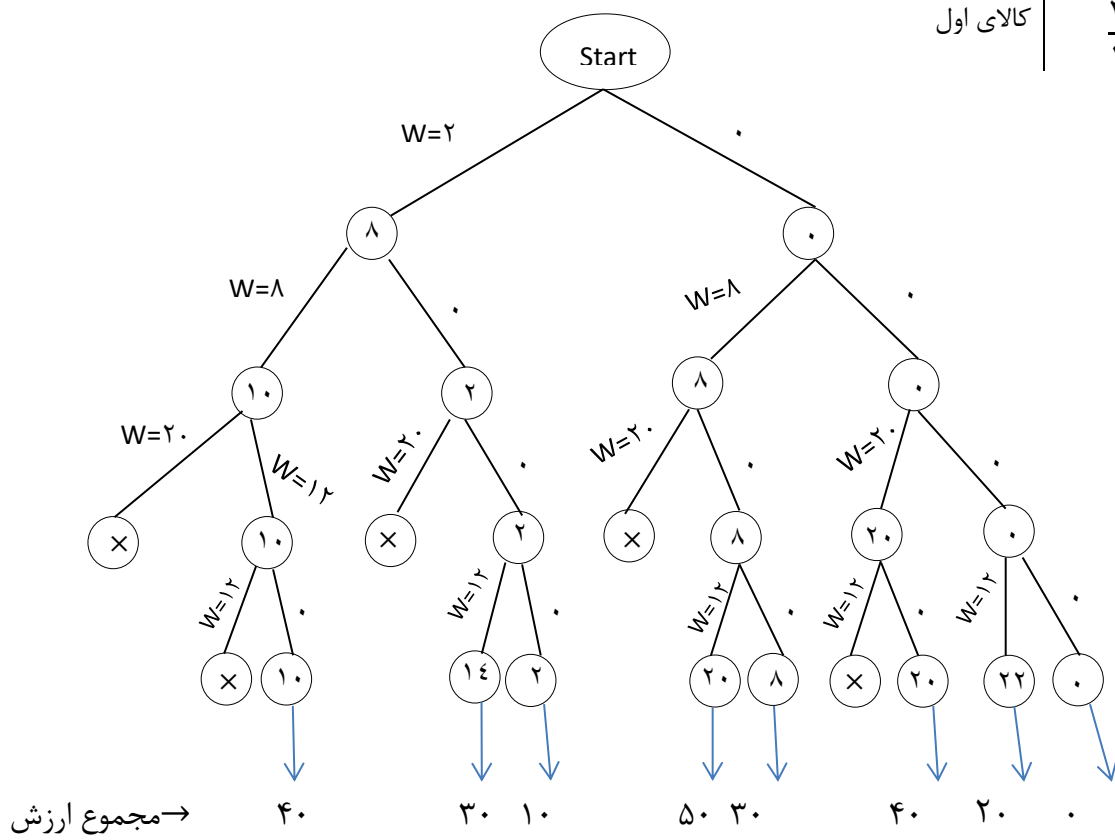 کالای اول
Start
W=۲ ۰
۸ ۰
W=۸ ۰ W=۸ ۰
۱۰ ۲ ۸ ۰
W=۲۰ W=۱۲ W=۲۰ ۰ W=۲۰ ۰ W=۲۰ ۰
× ۱۰ × ۲ × ۸ ۲۰ ۰
W=۱۲ ۰ W=۱۲ ۰ W=۱۲ ۰ W=۱۲ ۰ W=۱۲ ۰
× ۱۰ ۱٤ ۲ ۲۰ ۸ × ۲۰ ۲۲ ۰
مجموع ارزش→ ۴۰ ۳۰ ۱۰ ۵۰ ۳۰ ۴۰ ۲۰ ۰